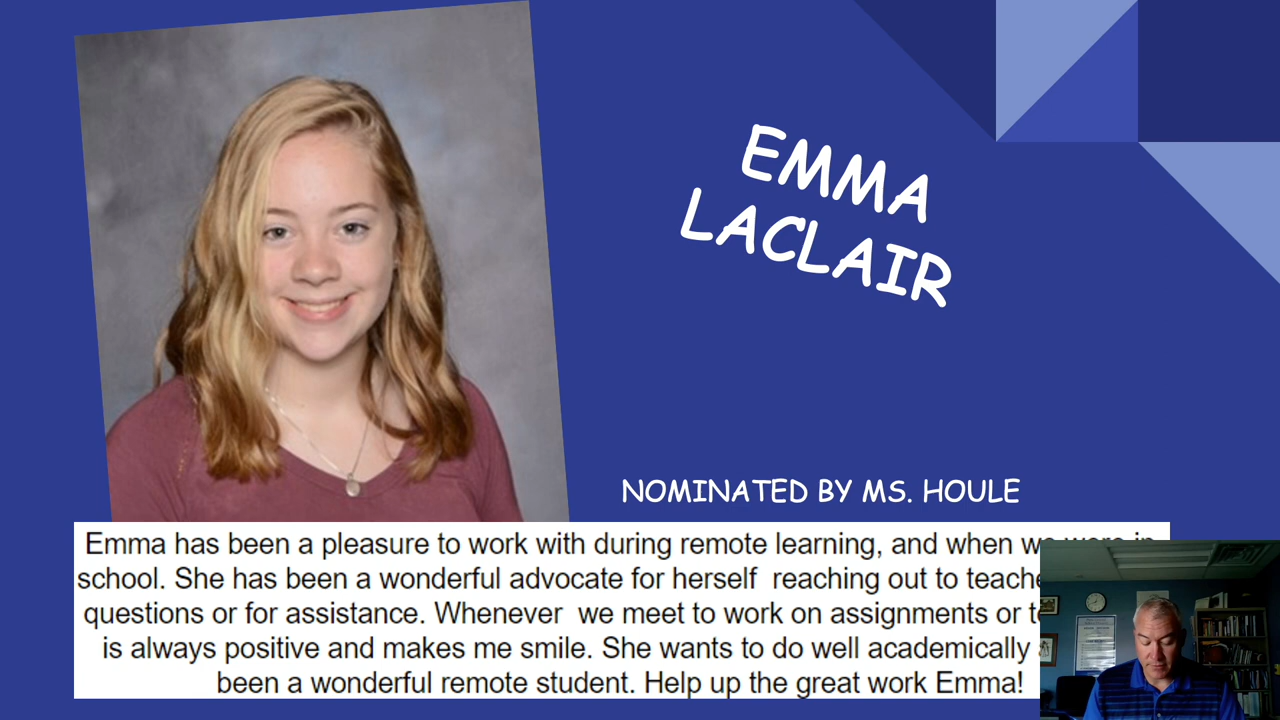 EMMA
LACLAIR
NOMINATED BY MS. HOULE
Emma has been a pleasure to work with during remote learning, and when we were in
school. She has been a wonderful advocate for herself reaching out to
questions or for assistance. Whenever we meet to work on assignments or
is always positive and makes me smile. She wants to do well academically
been a wonderful remote student. Help up the great work Emma!